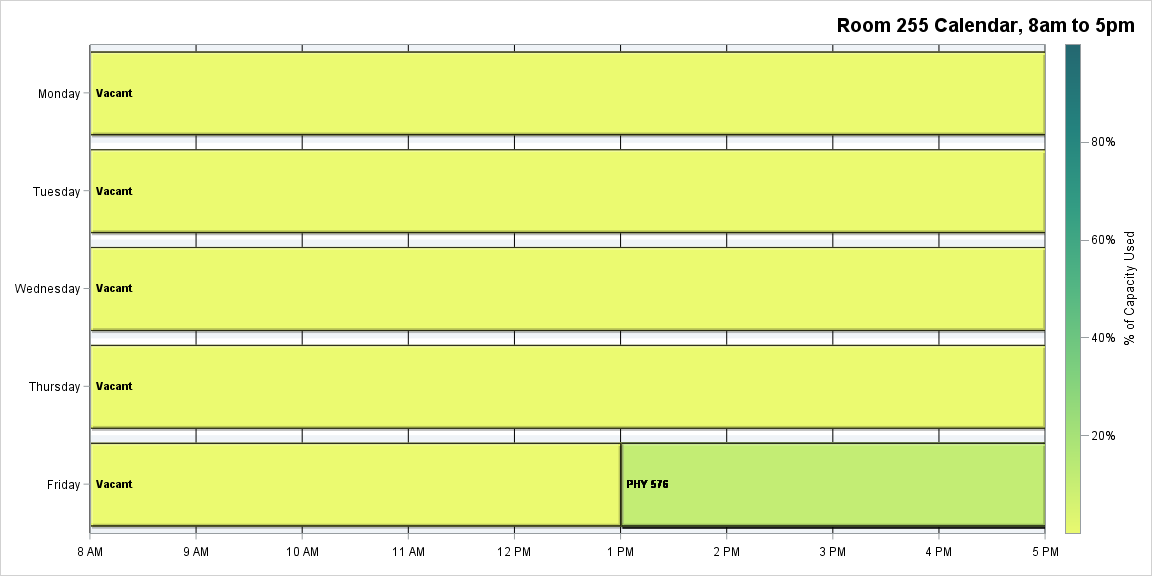 Room 255 Calendar, 8am to 5pm
Monday
Vacant
Tuesday
Vacant
Wednesday
Vacant
Thursday
Vacant
Friday
Vacant
PHY 576
8 AM
9 AM
10 AM
11 AM
12 PM
1 PM
2 PM
3 PM
4 PM
5 PM
80%
60%
40%
20%
% of Capacity Used